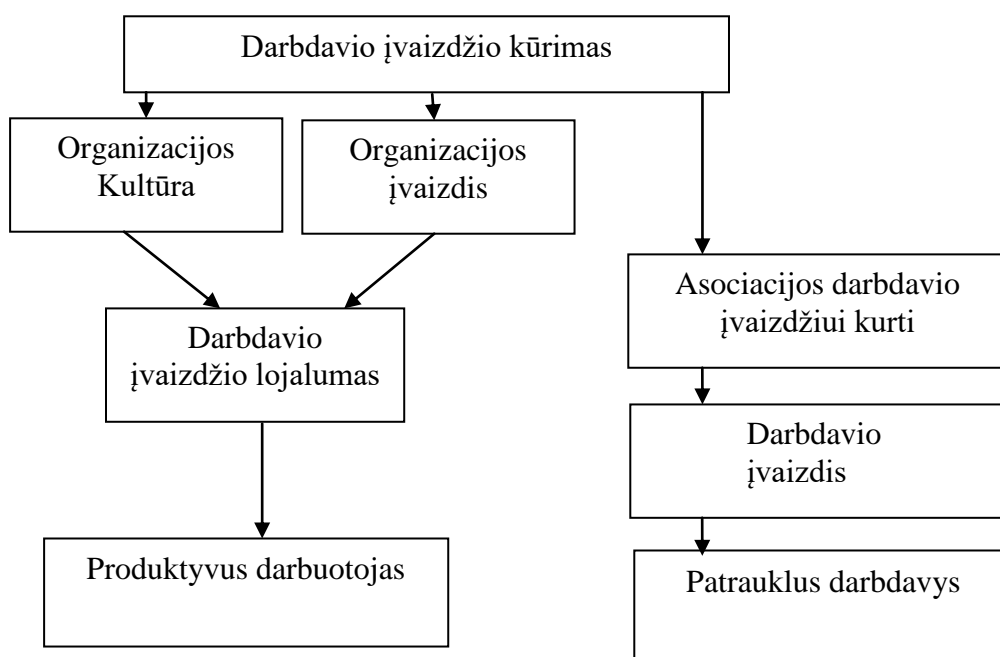 Darbdavio įvaizdžio kūrimas
Organizacijos
Kultūra
Organizacijos
įvaizdis
Asociacijos darbdavio
įvaizdžiui kurti
Darbdavio
įvaizdžio lojalumas
Darbdavio
įvaizdis
Produktyvus darbuotojas
Patrauklus darbdavys